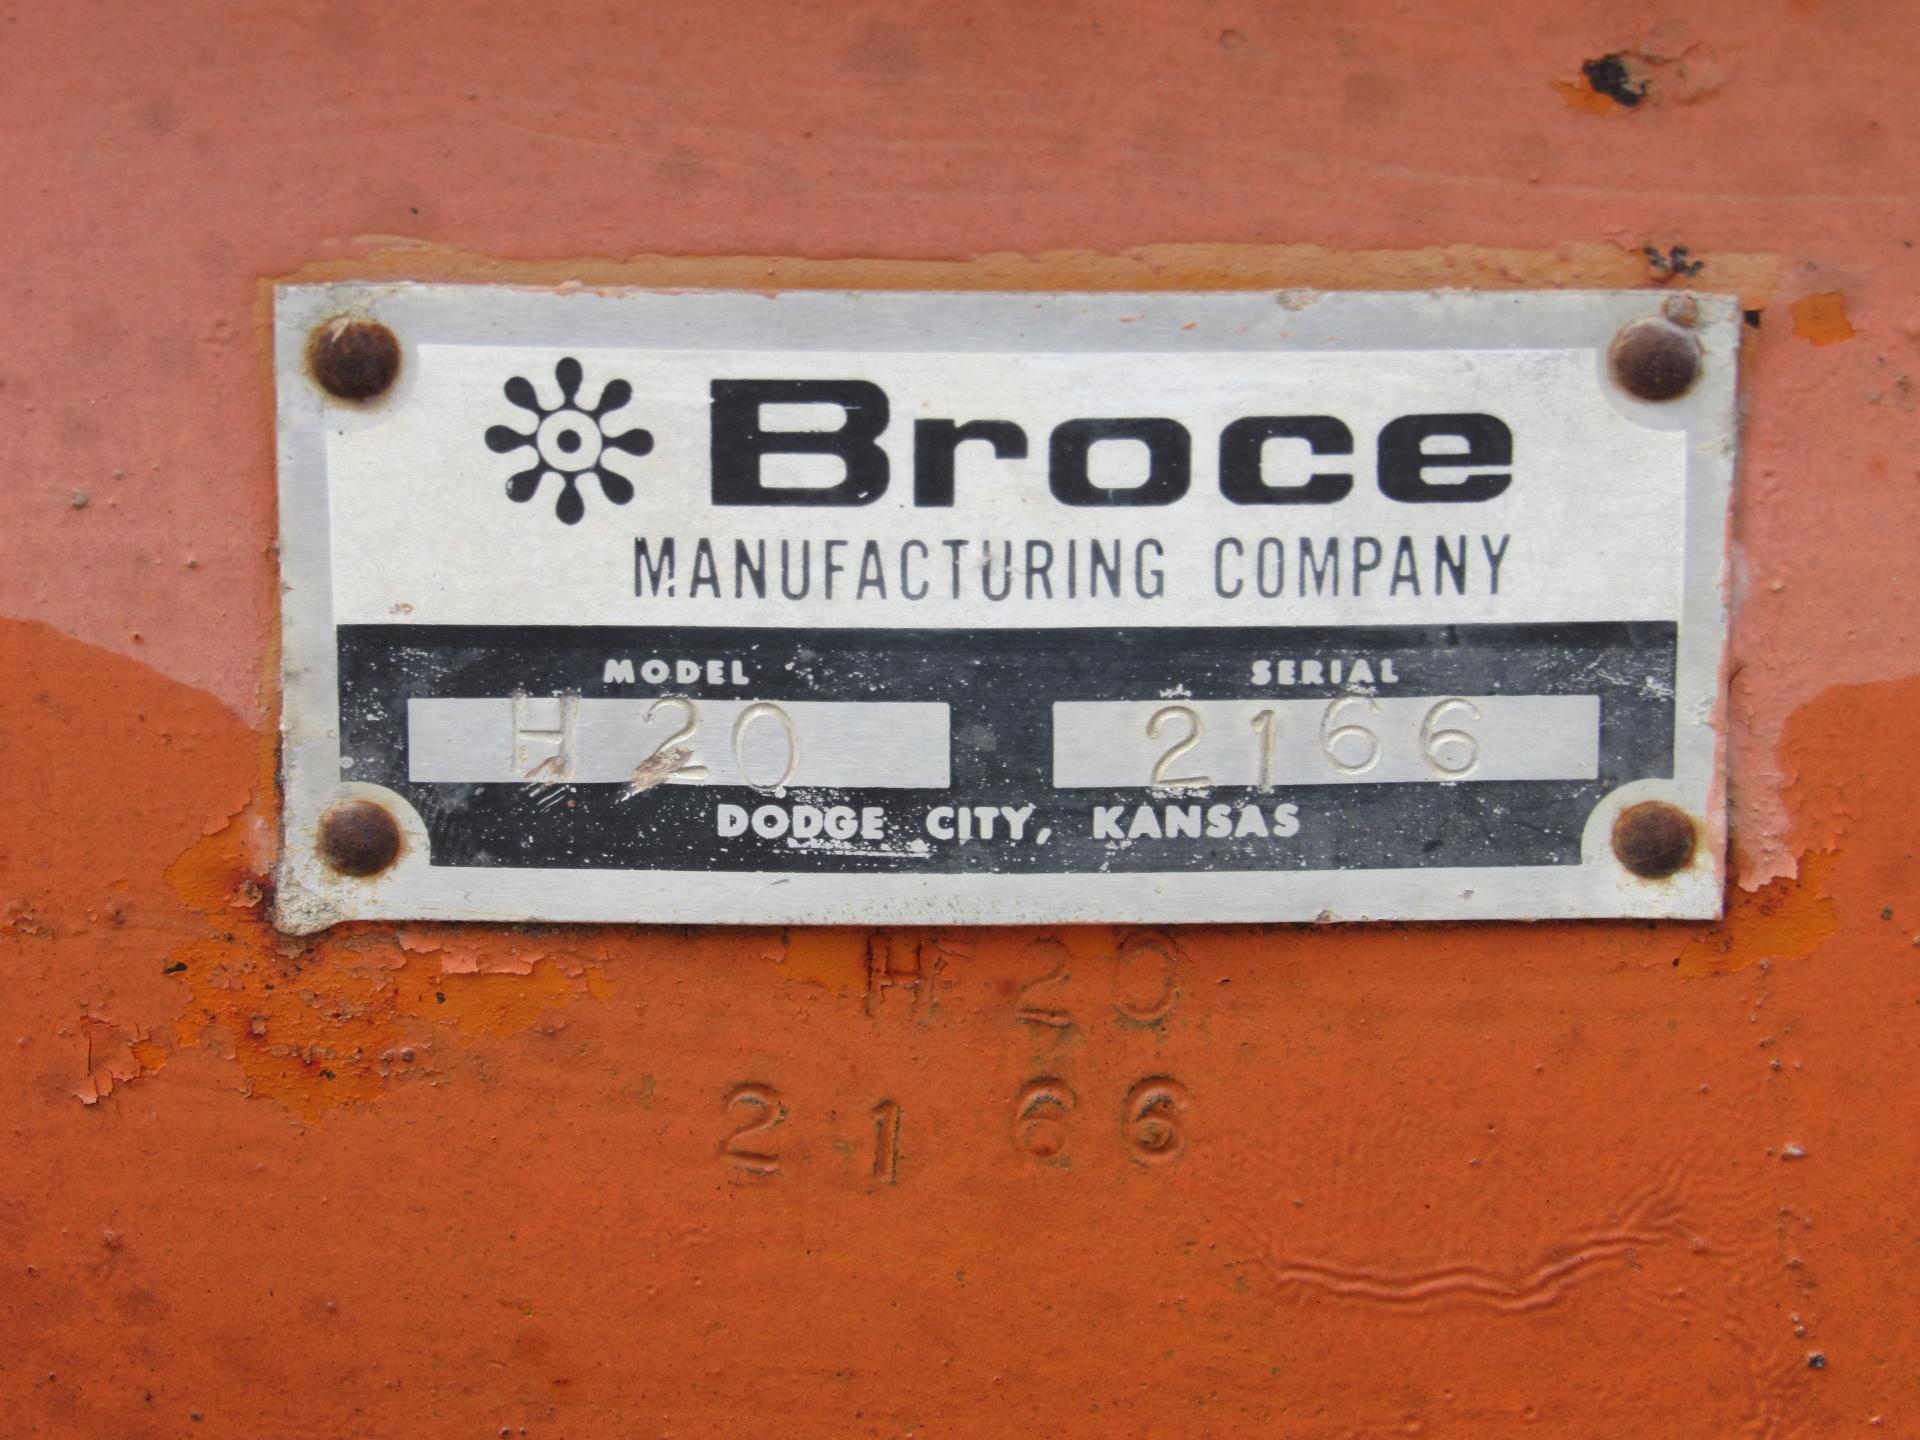 Broce
MANUFACTURING COMPANY
MODEL SERIAL
H 20 2166
DODGE CITY, KANSAS
H 20
2166